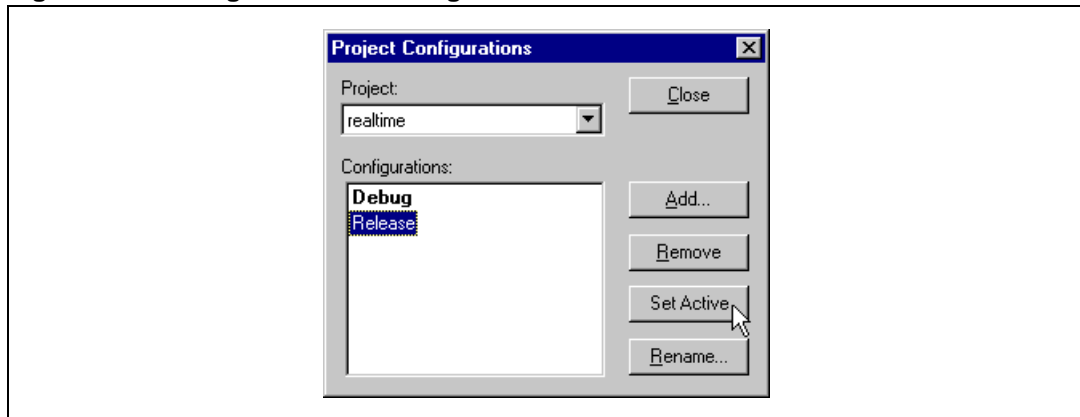 Project Configurations
Project:
Close
realtime
Configurations:
Debug
Release
Add...
Remove
Set Active
Rename...